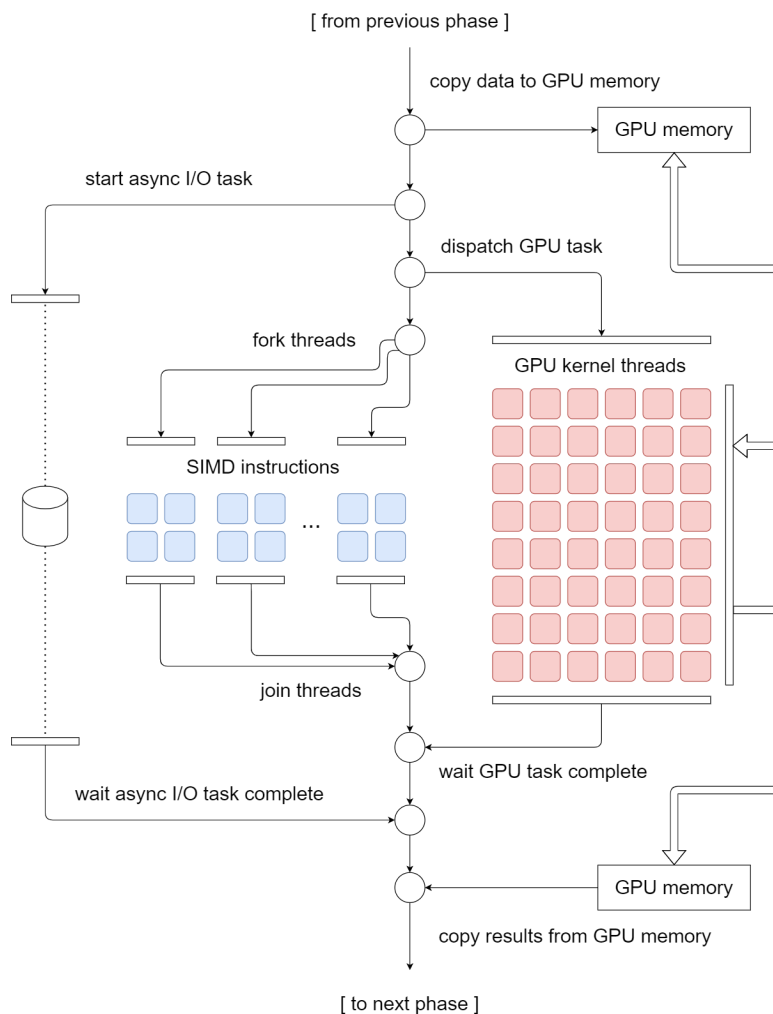 [ from previous phase ]
copy data to GPU memory
GPU memory
start async I/O task
dispatch GPU task
fork threads
GPU kernel threads
SIMD instructions
...
join threads
wait GPU task complete
wait async I/O task complete
GPU memory
copy results from GPU memory
[ to next phase ]